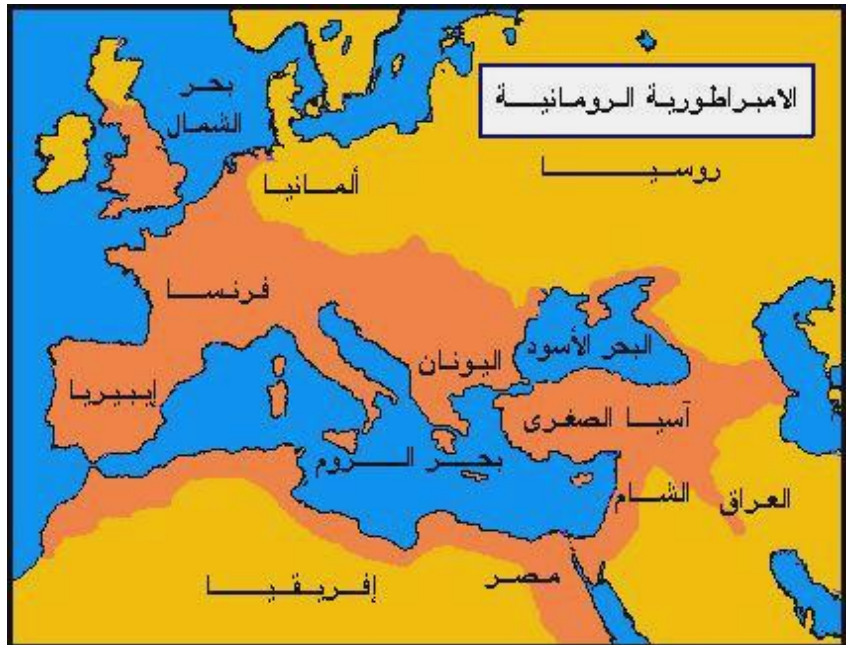 بحر
الشمال
الامبراطورية الرومانية
روسيا
ألمانيا
فرنسا
البحر الأسود
اليونان
إيبيريا
آسيا الصغرى
بحر الروم
الشام
العراق
مصر
إفريقيا